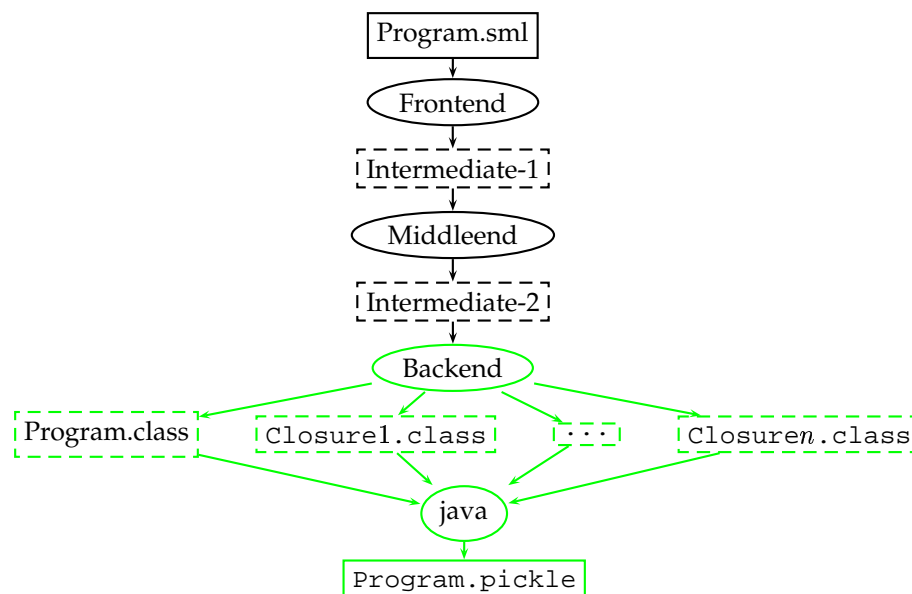 Program.sml
Frontend
Intermediate-1
Middleend
Intermediate-2
Backend
Program.class Closure1.class ··· Closuren.class
java
Program.pickle